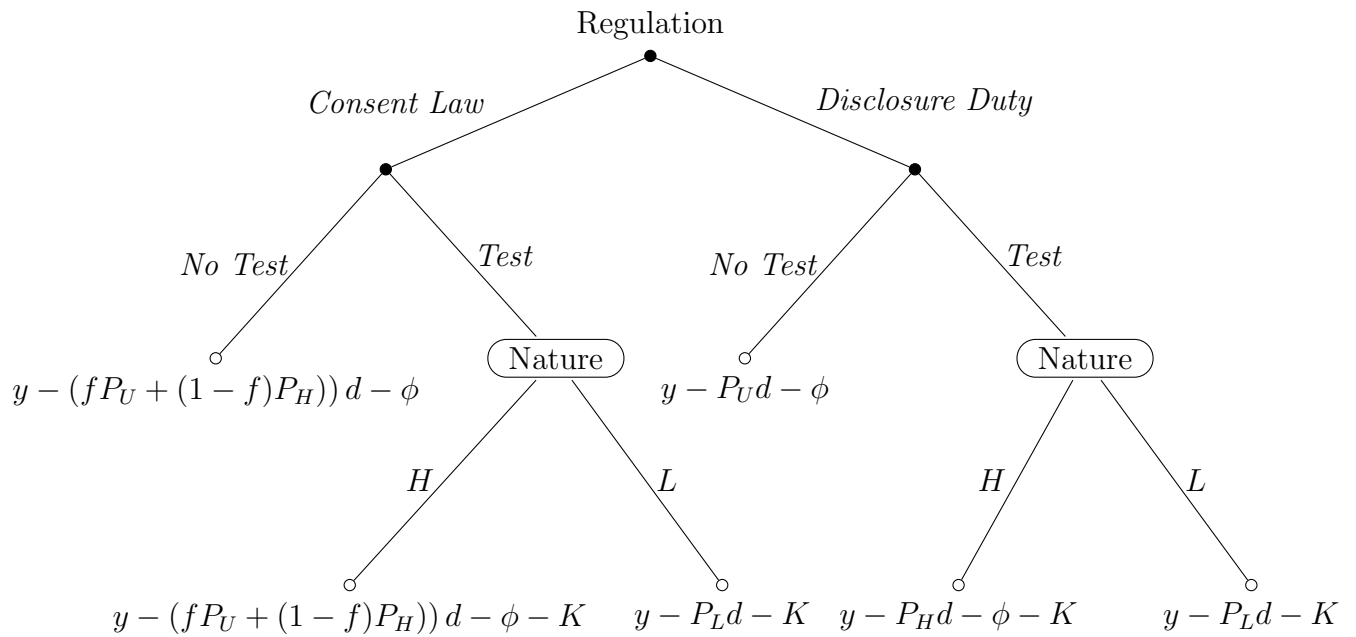 Regulation
Consent Law
Disclosure Duty
No Test
Test
No Test
Test
Nature
Nature
y − (fP_U + (1 − f)P_H)) d − ϕ
y − P_U d − ϕ
H
L
H
L
y − (fP_U + (1 − f)P_H)) d − ϕ − K
y − P_L d − K
y − P_H d − ϕ − K
y − P_L d − K